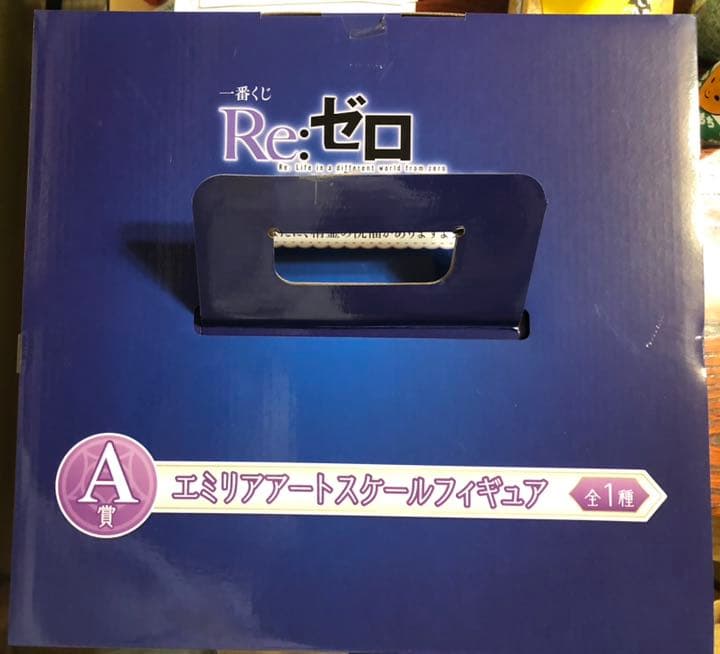 一番くじ
Re:ゼロ
Re: Life in a different world from zero
A賞
エミリアアートスケールフィギュア
全1種